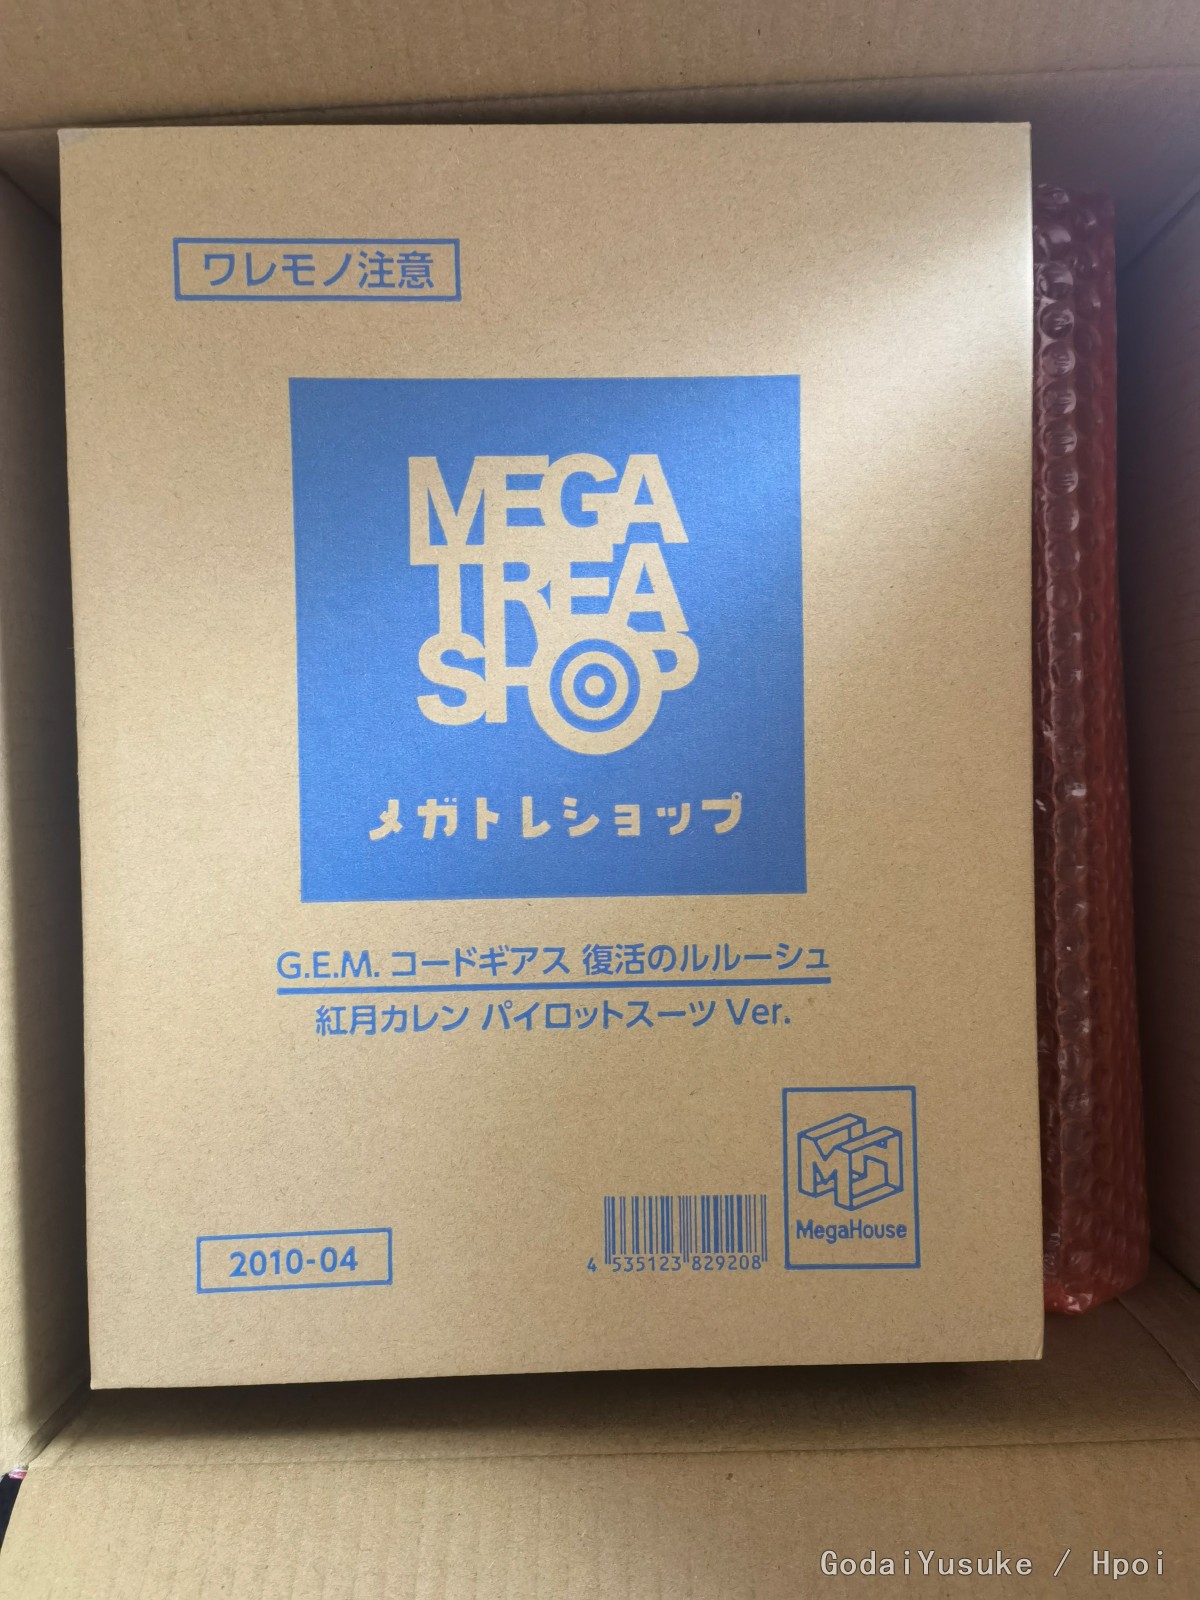 ワレモノ注意
MEGA
TREA
SHOP
メガトレショップ
G.E.M. コードギアス 復活のルルーシュ
紅月カレン パイロットスーツ Ver.
MegaHouse
2010-04
4 535123 829208
GodaiYusuke / Hpoi